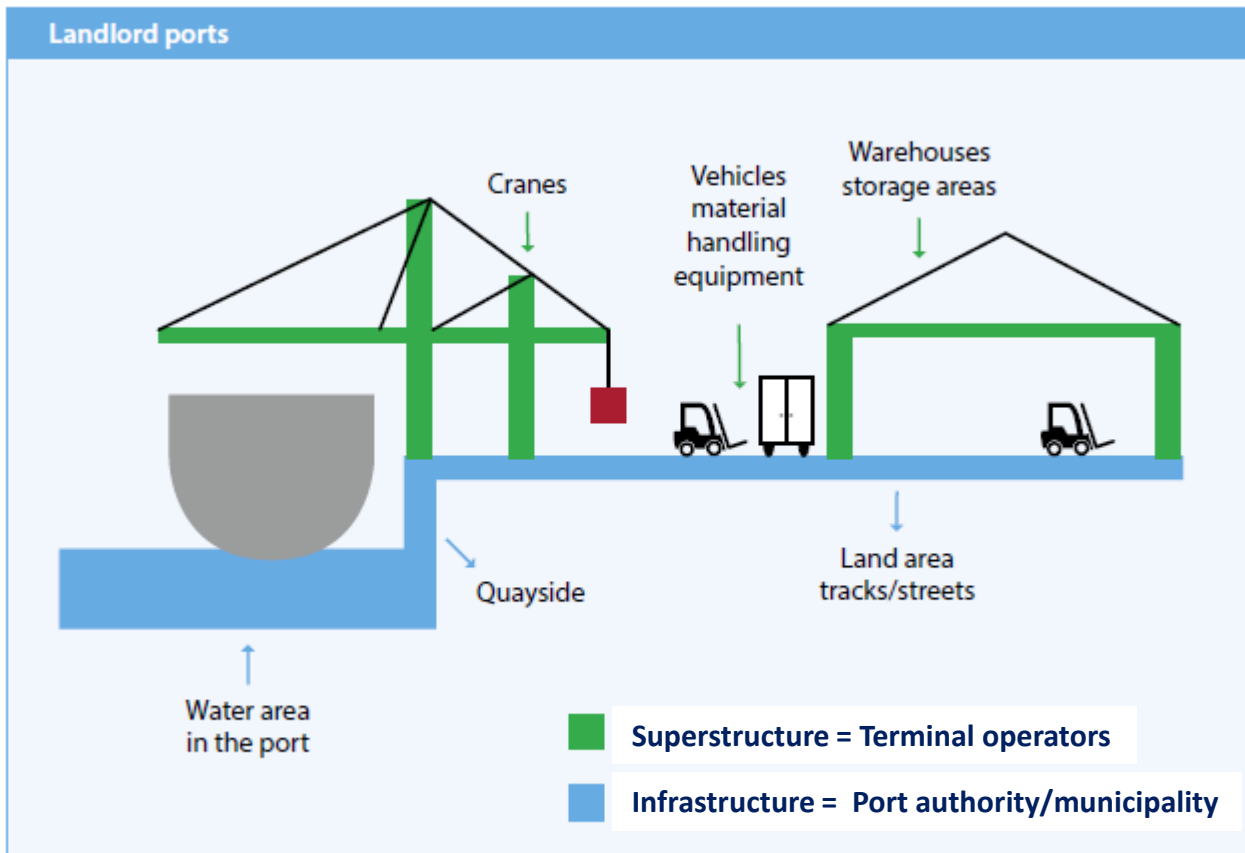 Landlord ports
Cranes
Vehicles
material
handling
equipment
Warehouses
storage areas
Quayside
Land area
tracks/streets
Water area
in the port
Superstructure = Terminal operators
Infrastructure = Port authority/municipality